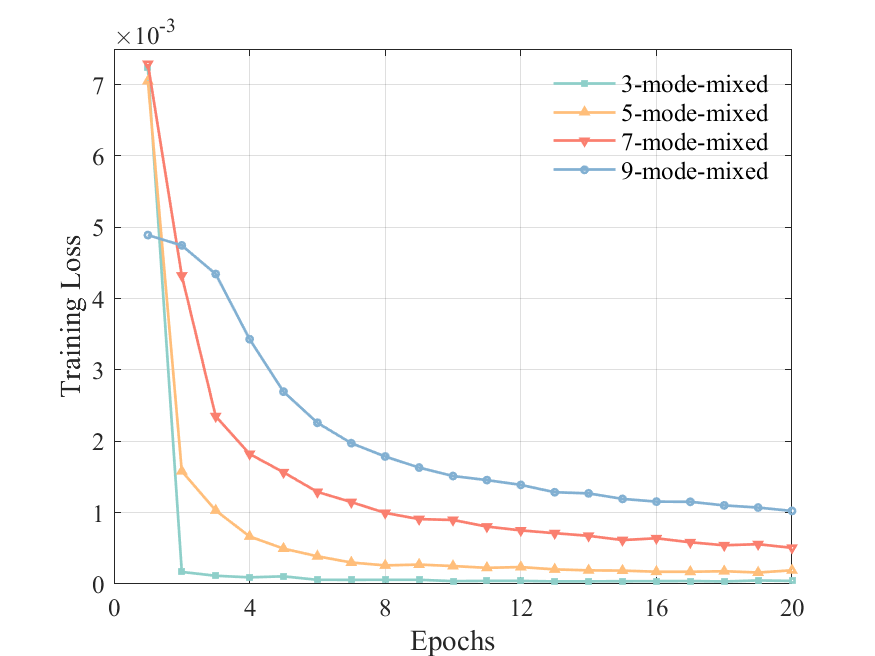 ×10⁻³
7
6
5
4
3
2
1
0
Training Loss
0 4 8 12 16 20
Epochs
3-mode-mixed
5-mode-mixed
7-mode-mixed
9-mode-mixed